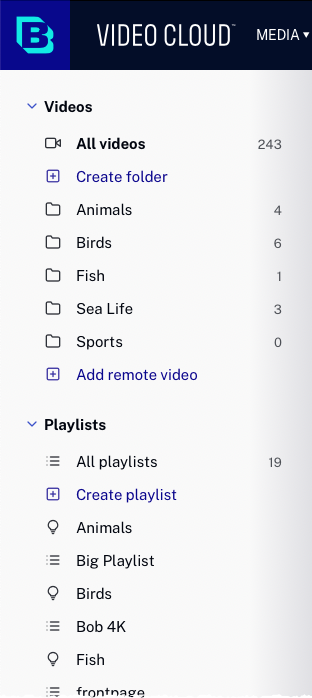 B VIDEO CLOUD™ MEDIA ▾
Videos
All videos 243
Create folder
Animals 4
Birds 6
Fish 1
Sea Life 3
Sports 0
Add remote video
Playlists
All playlists 19
Create playlist
Animals
Big Playlist
Birds
Bob 4K
Fish
frontpage